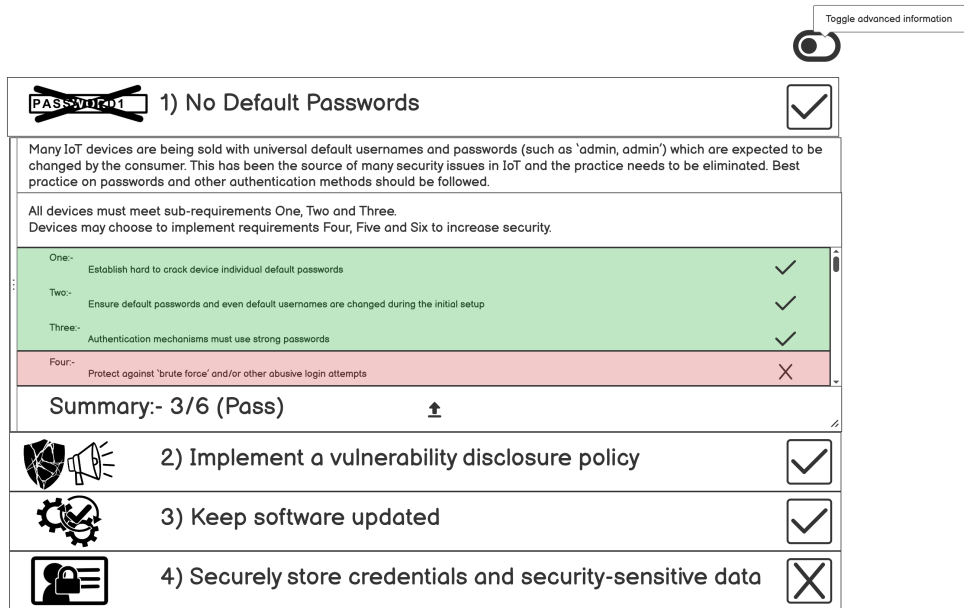 Toggle advanced information
PASSWORD1
1) No Default Passwords
Many IoT devices are being sold with universal default usernames and passwords (such as 'admin, admin') which are expected to be
changed by the consumer. This has been the source of many security issues in IoT and the practice needs to be eliminated. Best
practice on passwords and other authentication methods should be followed.
All devices must meet sub-requirements One, Two and Three.
Devices may choose to implement requirements Four, Five and Six to increase security.
One:-
Establish hard to crack device individual default passwords
Two:-
Ensure default passwords and even default usernames are changed during the initial setup
Three:-
Authentication mechanisms must use strong passwords
Four:-
Protect against 'brute force' and/or other abusive login attempts
Summary:- 3/6 (Pass)
2) Implement a vulnerability disclosure policy
3) Keep software updated
4) Securely store credentials and security-sensitive data